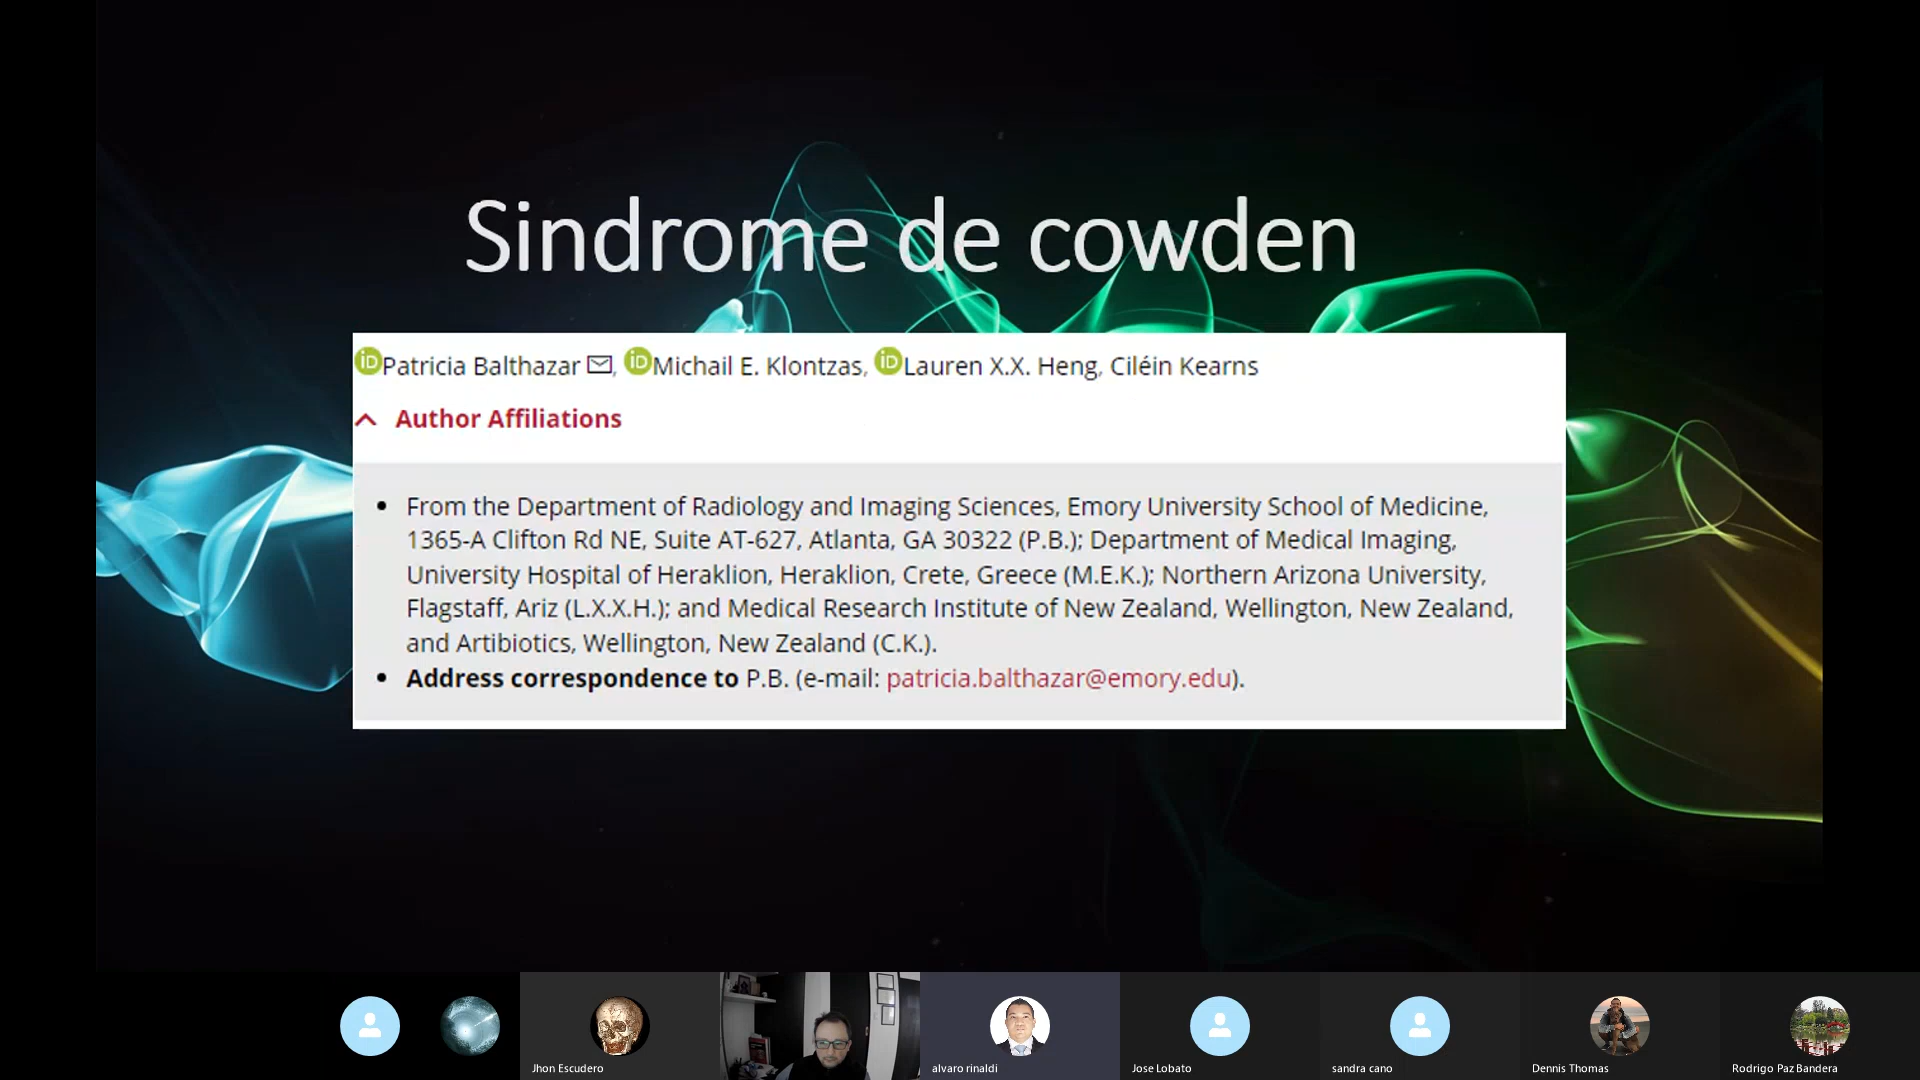 Sindrome de cowden
iD Patricia Balthazar, iD Michail E. Klontzas, iD Lauren X.X. Heng, Ciléin Kearns
Author Affiliations
• From the Department of Radiology and Imaging Sciences, Emory University School of Medicine,
1365-A Clifton Rd NE, Suite AT-627, Atlanta, GA 30322 (P.B.); Department of Medical Imaging,
University Hospital of Heraklion, Heraklion, Crete, Greece (M.E.K.); Northern Arizona University,
Flagstaff, Ariz (L.X.X.H.); and Medical Research Institute of New Zealand, Wellington, New Zealand,
and Artibiotics, Wellington, New Zealand (C.K.).
• Address correspondence to P.B. (e-mail: patricia.balthazar@emory.edu).
Jhon Escudero
alvaro rinaldi
Jose Lobato
sandra cano
Dennis Thomas
Rodrigo Paz Bandera